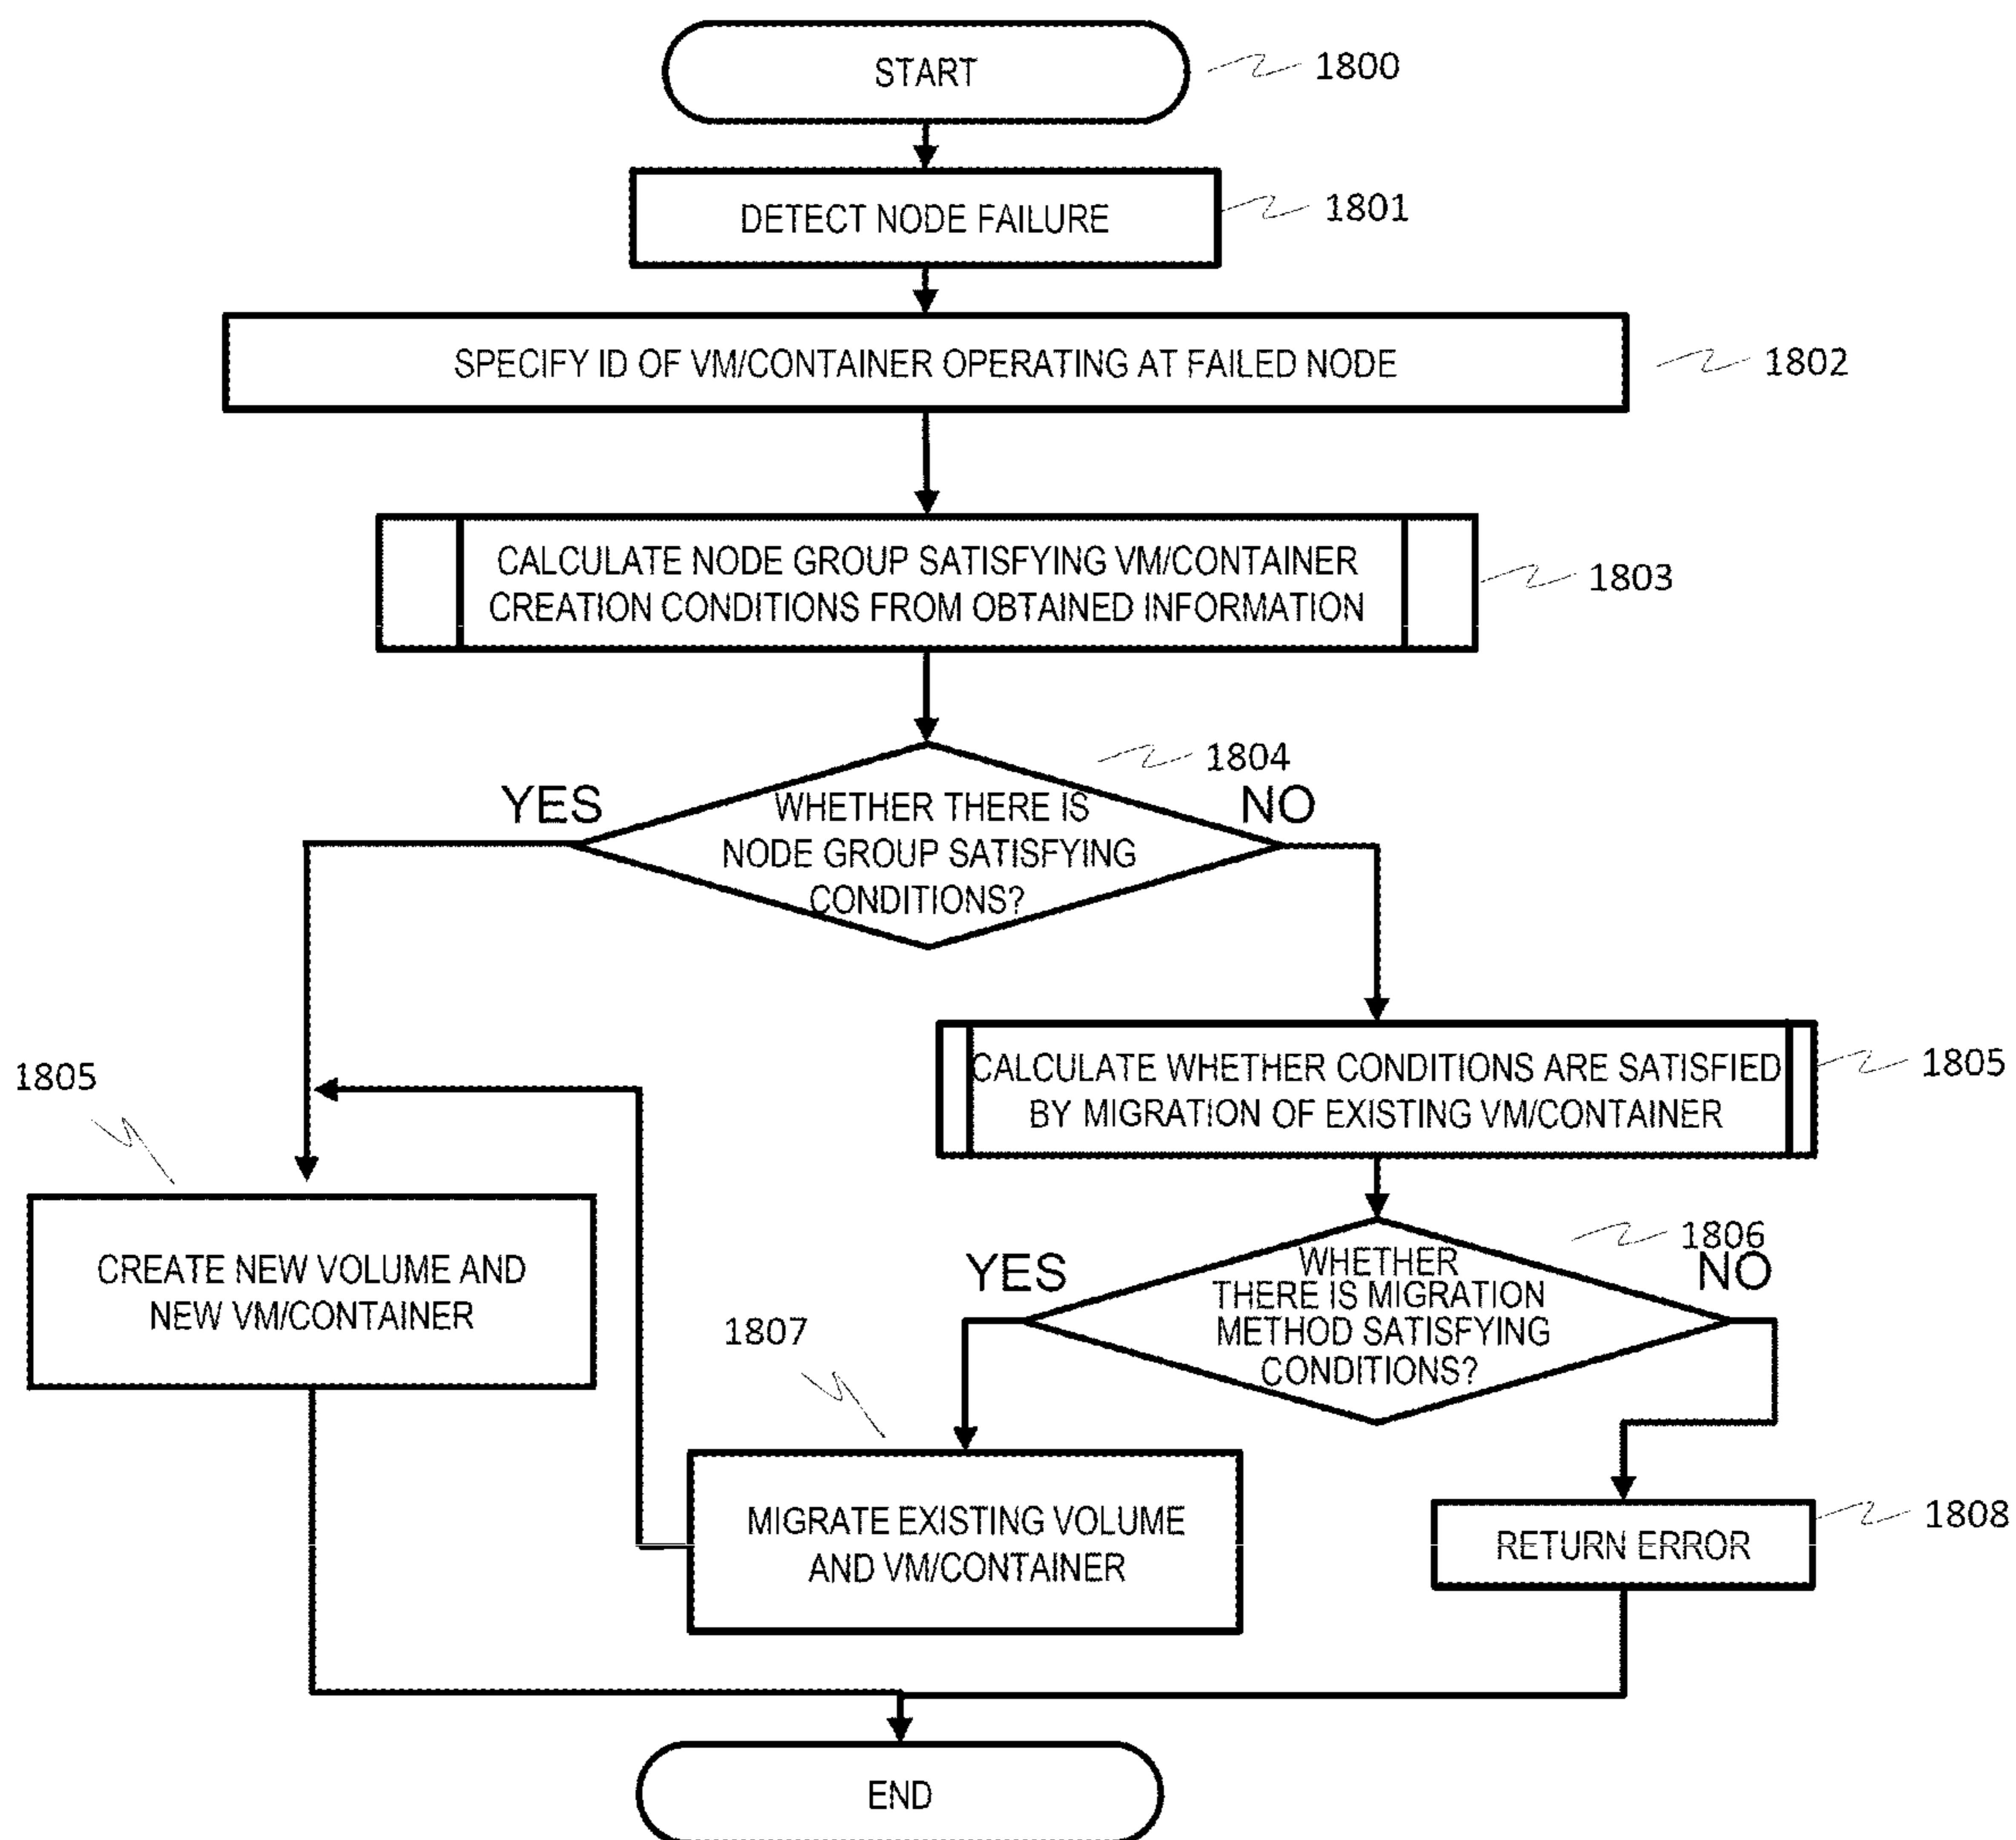 START
1800
DETECT NODE FAILURE
1801
SPECIFY ID OF VM/CONTAINER OPERATING AT FAILED NODE
1802
CALCULATE NODE GROUP SATISFYING VM/CONTAINER
CREATION CONDITIONS FROM OBTAINED INFORMATION
1803
1804
YES
NO
WHETHER THERE IS
NODE GROUP SATISFYING
CONDITIONS?
1805
CALCULATE WHETHER CONDITIONS ARE SATISFIED
BY MIGRATION OF EXISTING VM/CONTAINER
1805
CREATE NEW VOLUME AND
NEW VM/CONTAINER
1806
YES
NO
WHETHER
THERE IS MIGRATION
METHOD SATISFYING
CONDITIONS?
1807
MIGRATE EXISTING VOLUME
AND VM/CONTAINER
RETURN ERROR
1808
END